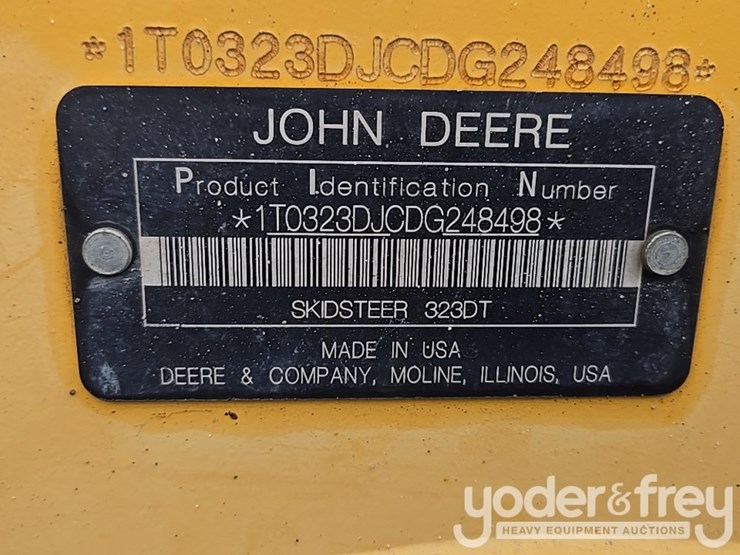 *1T0323DJCDG248498*
JOHN DEERE
Product Identification Number
*1T0323DJCDG248498*
SKIDSTEER 323DT
MADE IN USA
DEERE & COMPANY, MOLINE, ILLINOIS, USA
yoder&frey
HEAVY EQUIPMENT AUCTIONS